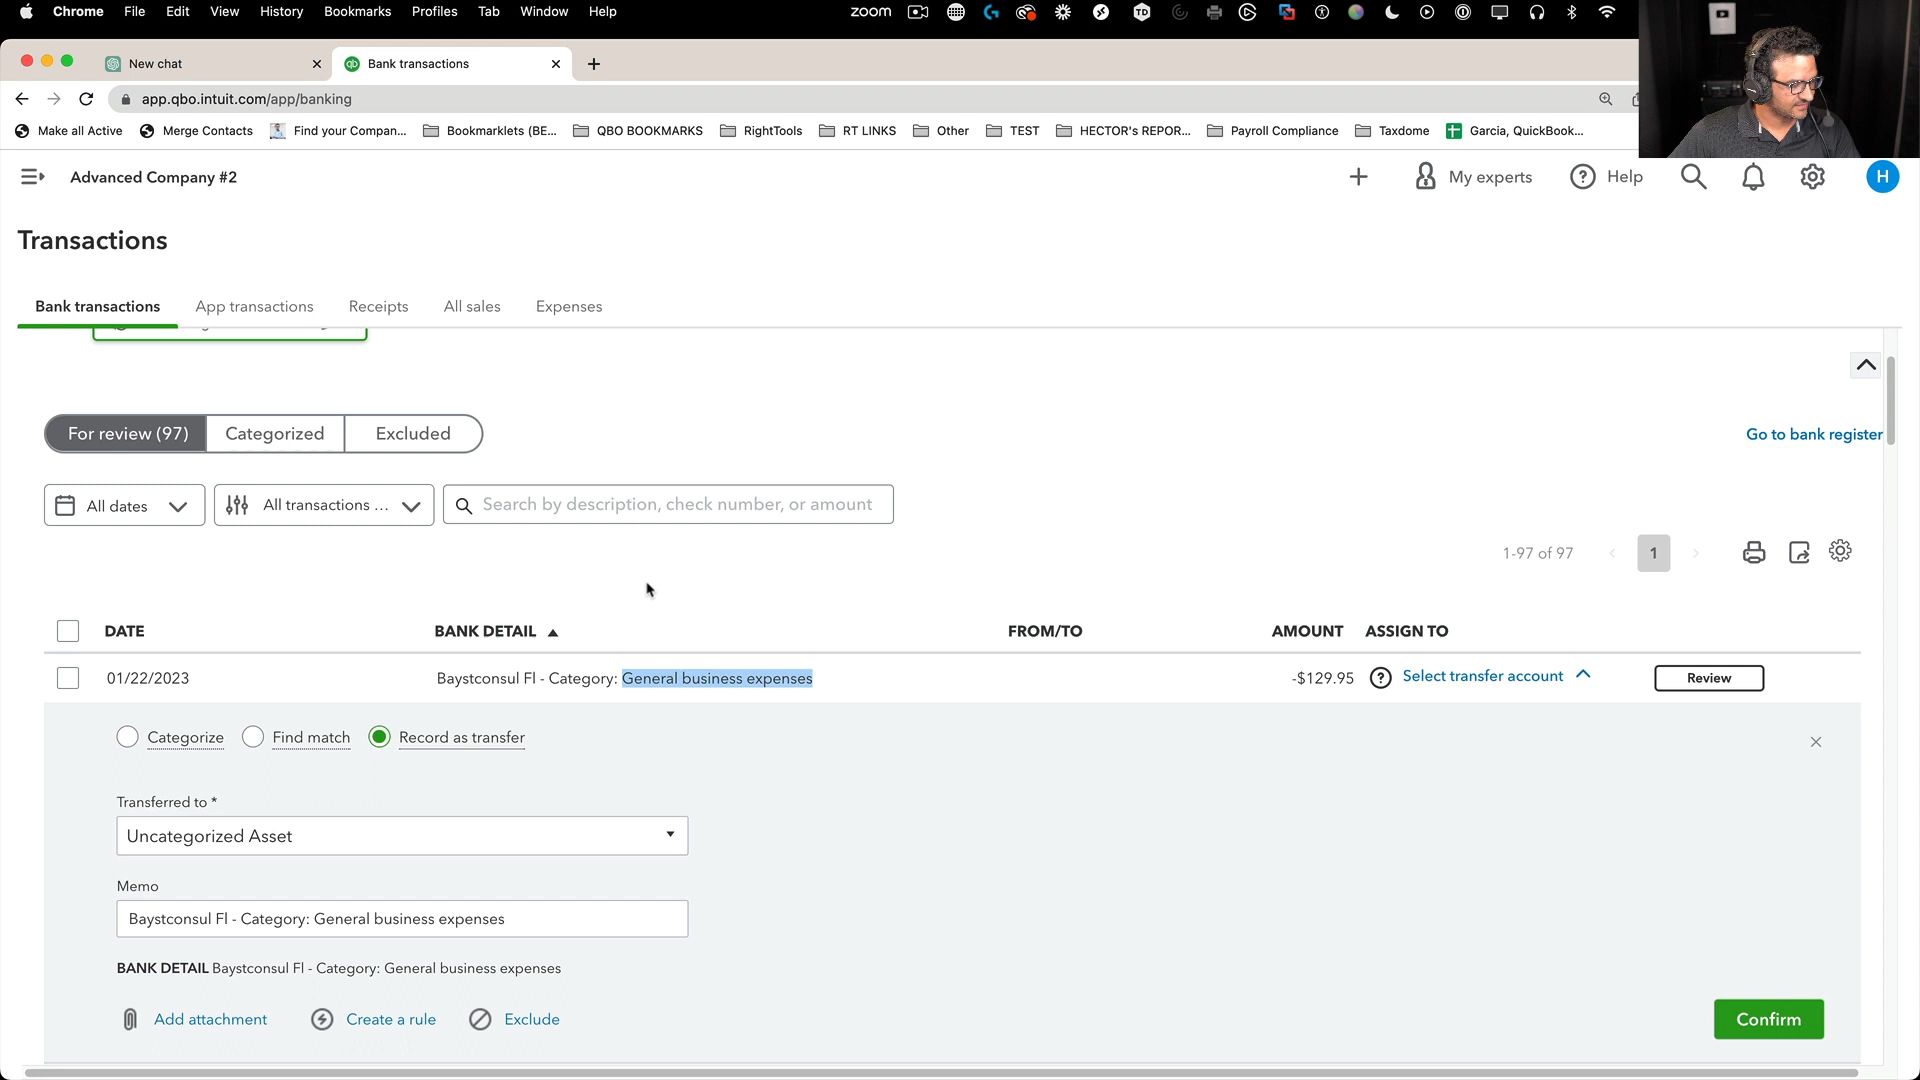 Chrome File Edit View History Bookmarks Profiles Tab Window Help zoom TD
New chat
Bank transactions
app.qbo.intuit.com/app/banking
Make all Active Merge Contacts Find your Compan... Bookmarklets (BE... QBO BOOKMARKS RightTools RT LINKS Other TEST HECTOR's REPOR... Payroll Compliance Taxdome Garcia, QuickBook...
Advanced Company #2 My experts Help H
Transactions
Bank transactions App transactions Receipts All sales Expenses
For review (97) Categorized Excluded Go to bank register
All dates All transactions ... Search by description, check number, or amount
1-97 of 97 < 1 >
DATE BANK DETAIL FROM/TO AMOUNT ASSIGN TO
01/22/2023 Baystconsul Fl - Category: General business expenses -$129.95 Select transfer account Review
Categorize Find match Record as transfer
Transferred to *
Uncategorized Asset
Memo
Baystconsul Fl - Category: General business expenses
BANK DETAIL Baystconsul Fl - Category: General business expenses
Add attachment Create a rule Exclude Confirm